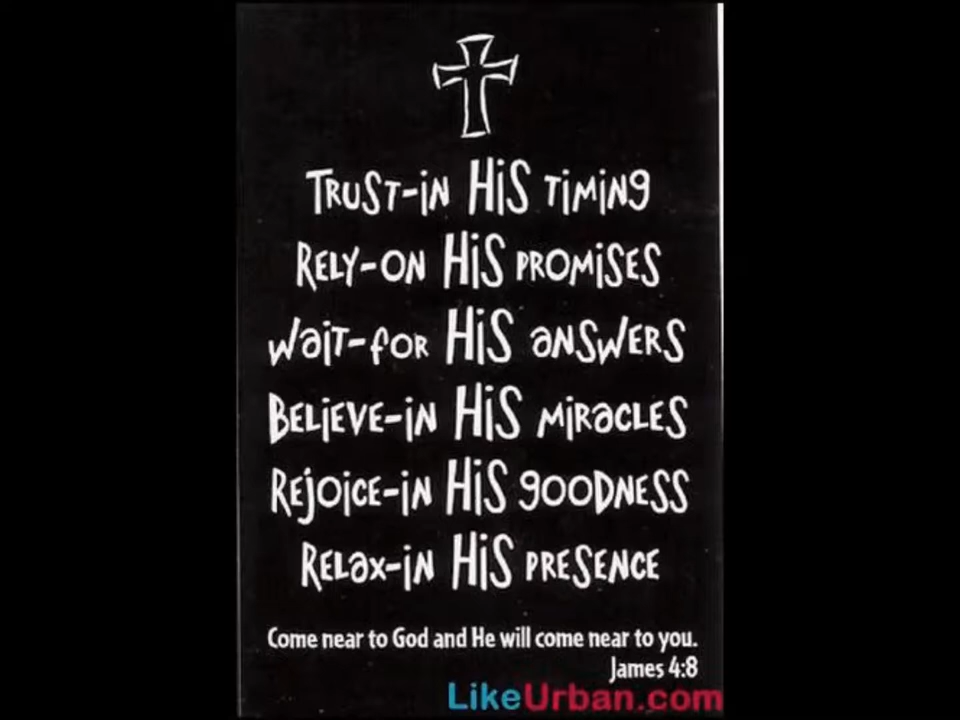 TRUST-iN HiS TiMiNg
RELY-ON HiS PROMiSES
WaiT-foR HiS aNSWERS
BELiEVE-iN HiS MiRaCLES
REjOiCE-iN HiS gOODNESS
RELax-iN HiS PRESENCE
Come near to God and He will come near to you.
James 4:8
LikeUrban.com